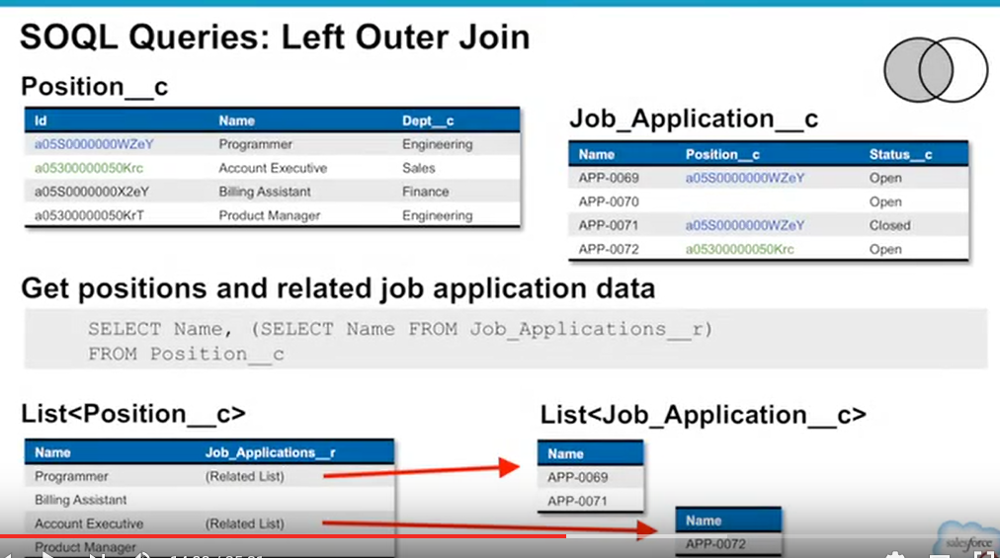 SOQL Queries: Left Outer Join
Position__c
Id Name Dept__c
a05S0000000WZeY Programmer Engineering
a05300000050Krc Account Executive Sales
a05S0000000X2eY Billing Assistant Finance
a05300000050KrT Product Manager Engineering
Job_Application__c
Name Position__c Status__c
APP-0069 a05S0000000WZeY Open
APP-0070 Open
APP-0071 a05S0000000WZeY Closed
APP-0072 a05300000050Krc Open
Get positions and related job application data
SELECT Name, (SELECT Name FROM Job_Applications__r)
FROM Position__c
List<Position__c>
Name Job_Applications__r
Programmer (Related List)
Billing Assistant
Account Executive (Related List)
Product Manager
List<Job_Application__c>
Name
APP-0069
APP-0071
Name
APP-0072
salesforce